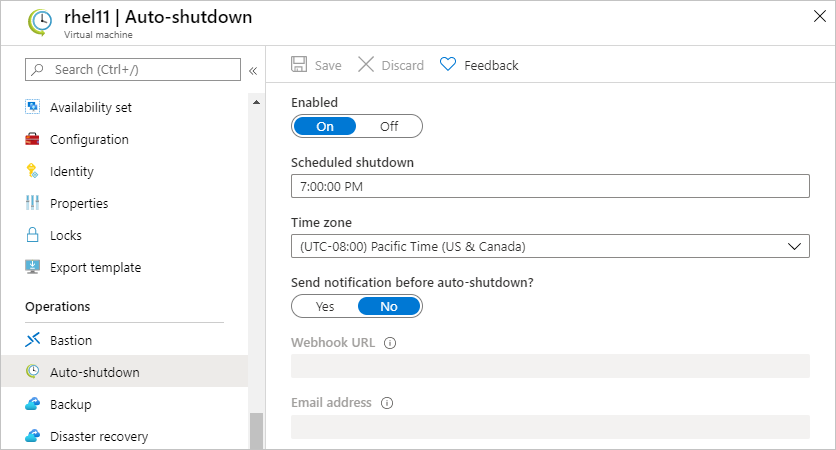 rhel11 | Auto-shutdown
Virtual machine
Search (Ctrl+/)
«
Availability set
Configuration
Identity
Properties
Locks
Export template
Operations
Bastion
Auto-shutdown
Backup
Disaster recovery
Save Discard Feedback
Enabled
On Off
Scheduled shutdown
7:00:00 PM
Time zone
(UTC-08:00) Pacific Time (US & Canada)
Send notification before auto-shutdown?
Yes No
Webhook URL
Email address